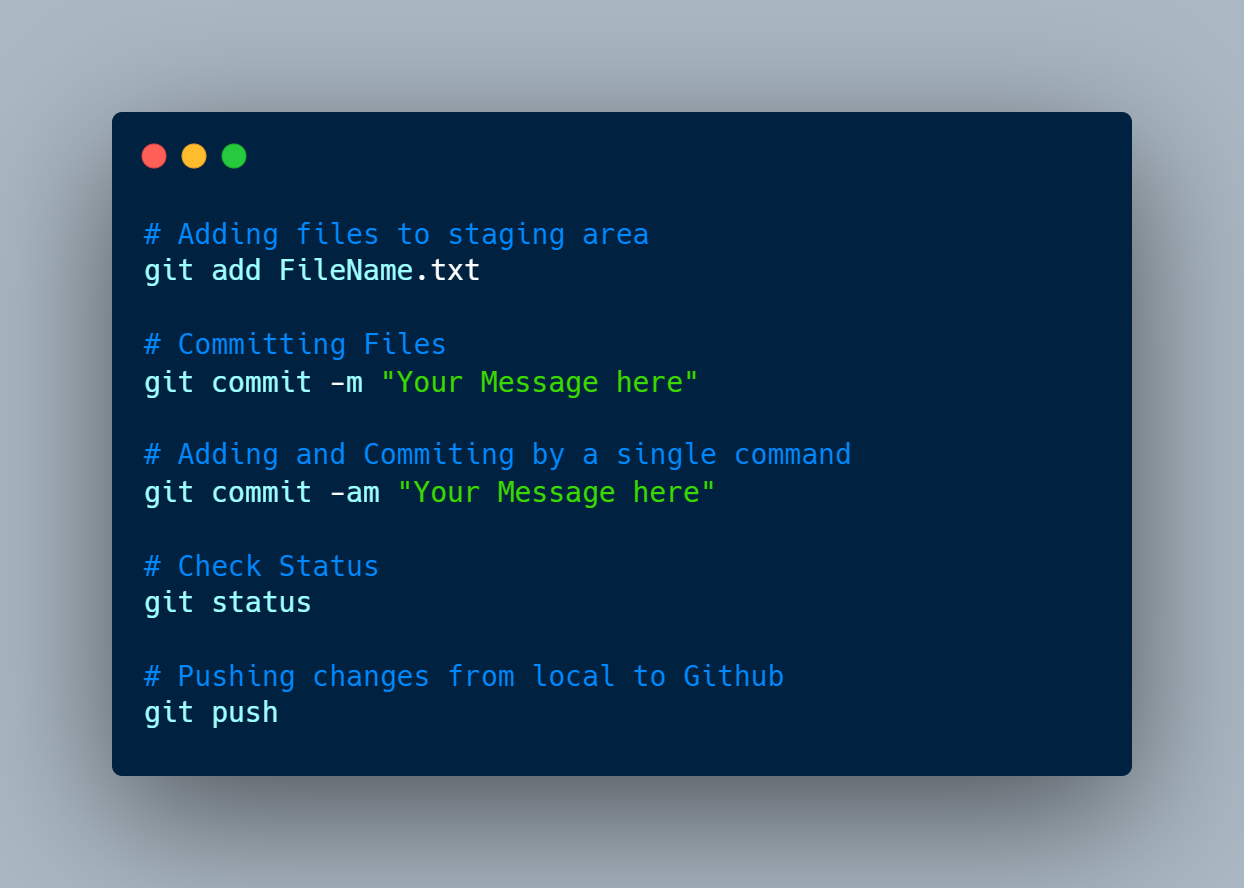 # Adding files to staging area
git add FileName.txt
# Committing Files
git commit -m "Your Message here"
# Adding and Commiting by a single command
git commit -am "Your Message here"
# Check Status
git status
# Pushing changes from local to Github
git push